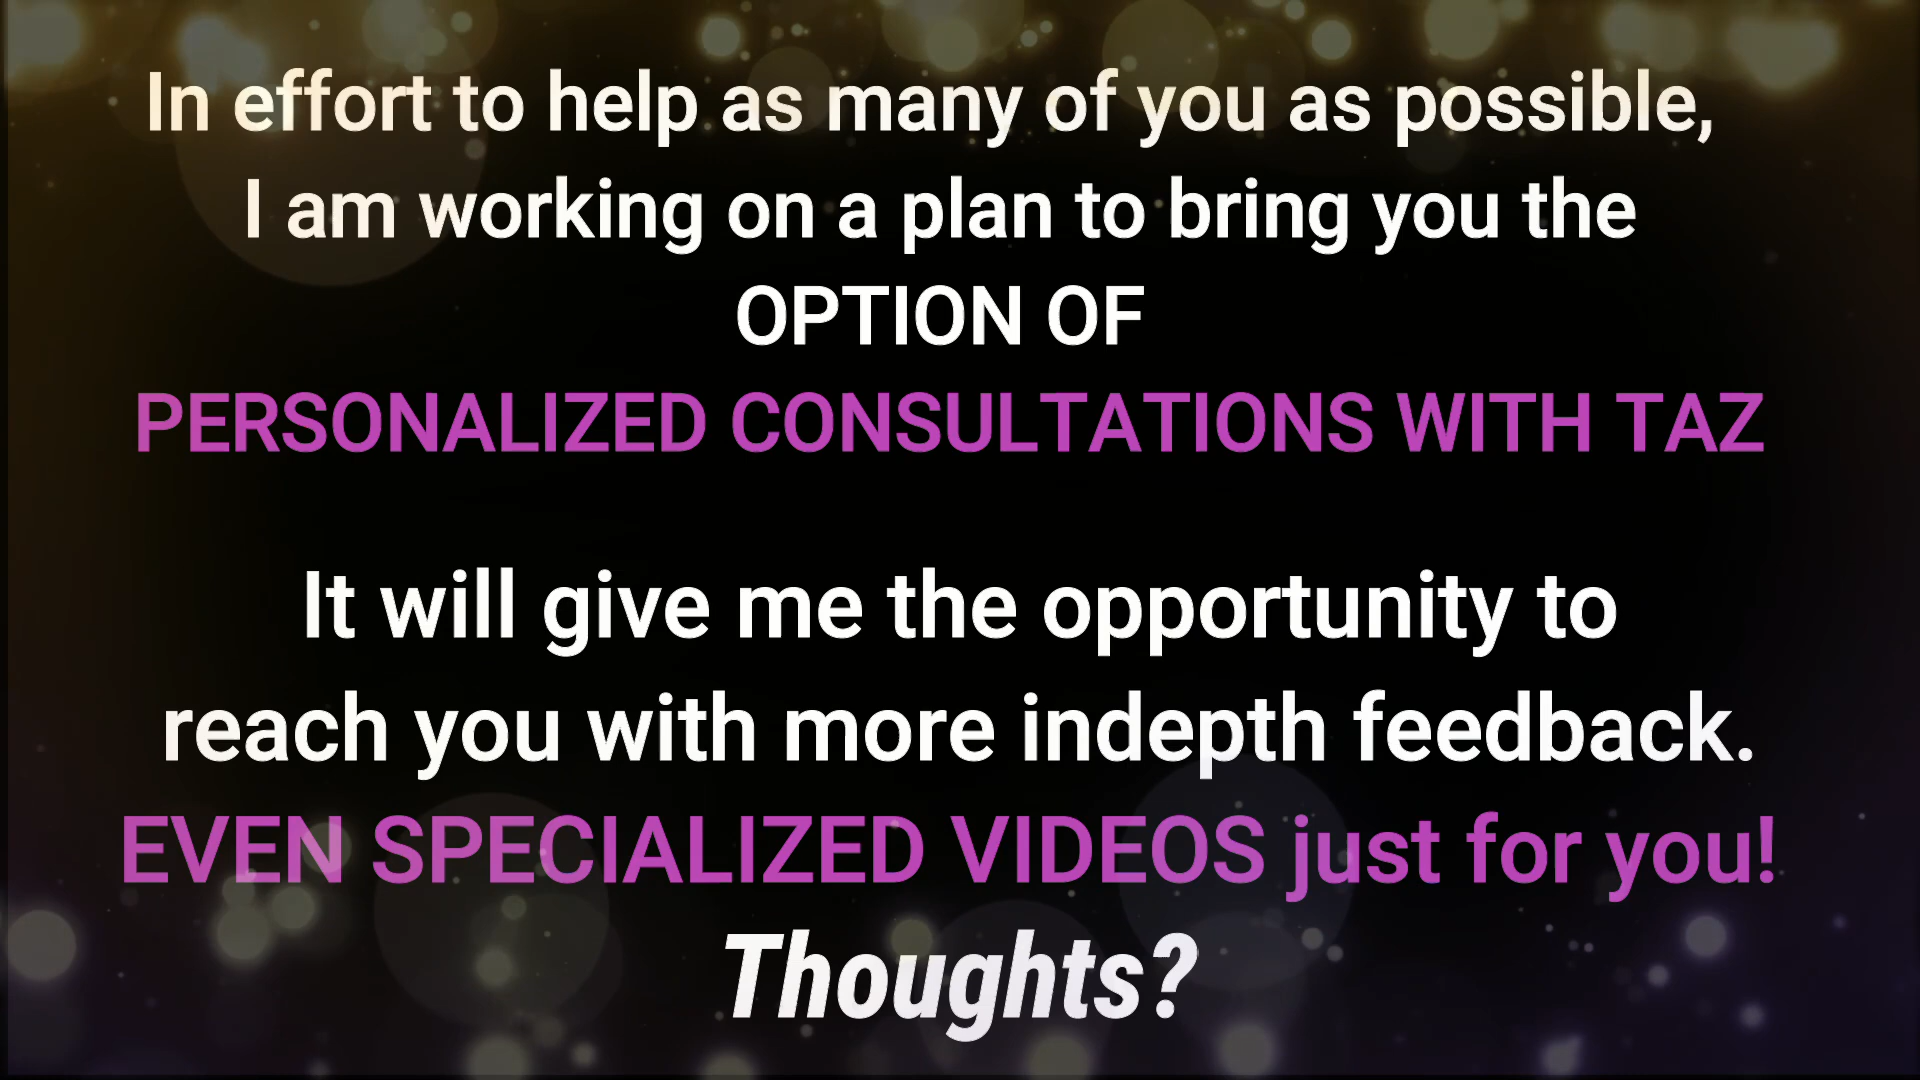 In effort to help as many of you as possible,
I am working on a plan to bring you the
OPTION OF
PERSONALIZED CONSULTATIONS WITH TAZ
It will give me the opportunity to
reach you with more indepth feedback.
EVEN SPECIALIZED VIDEOS just for you!
Thoughts?